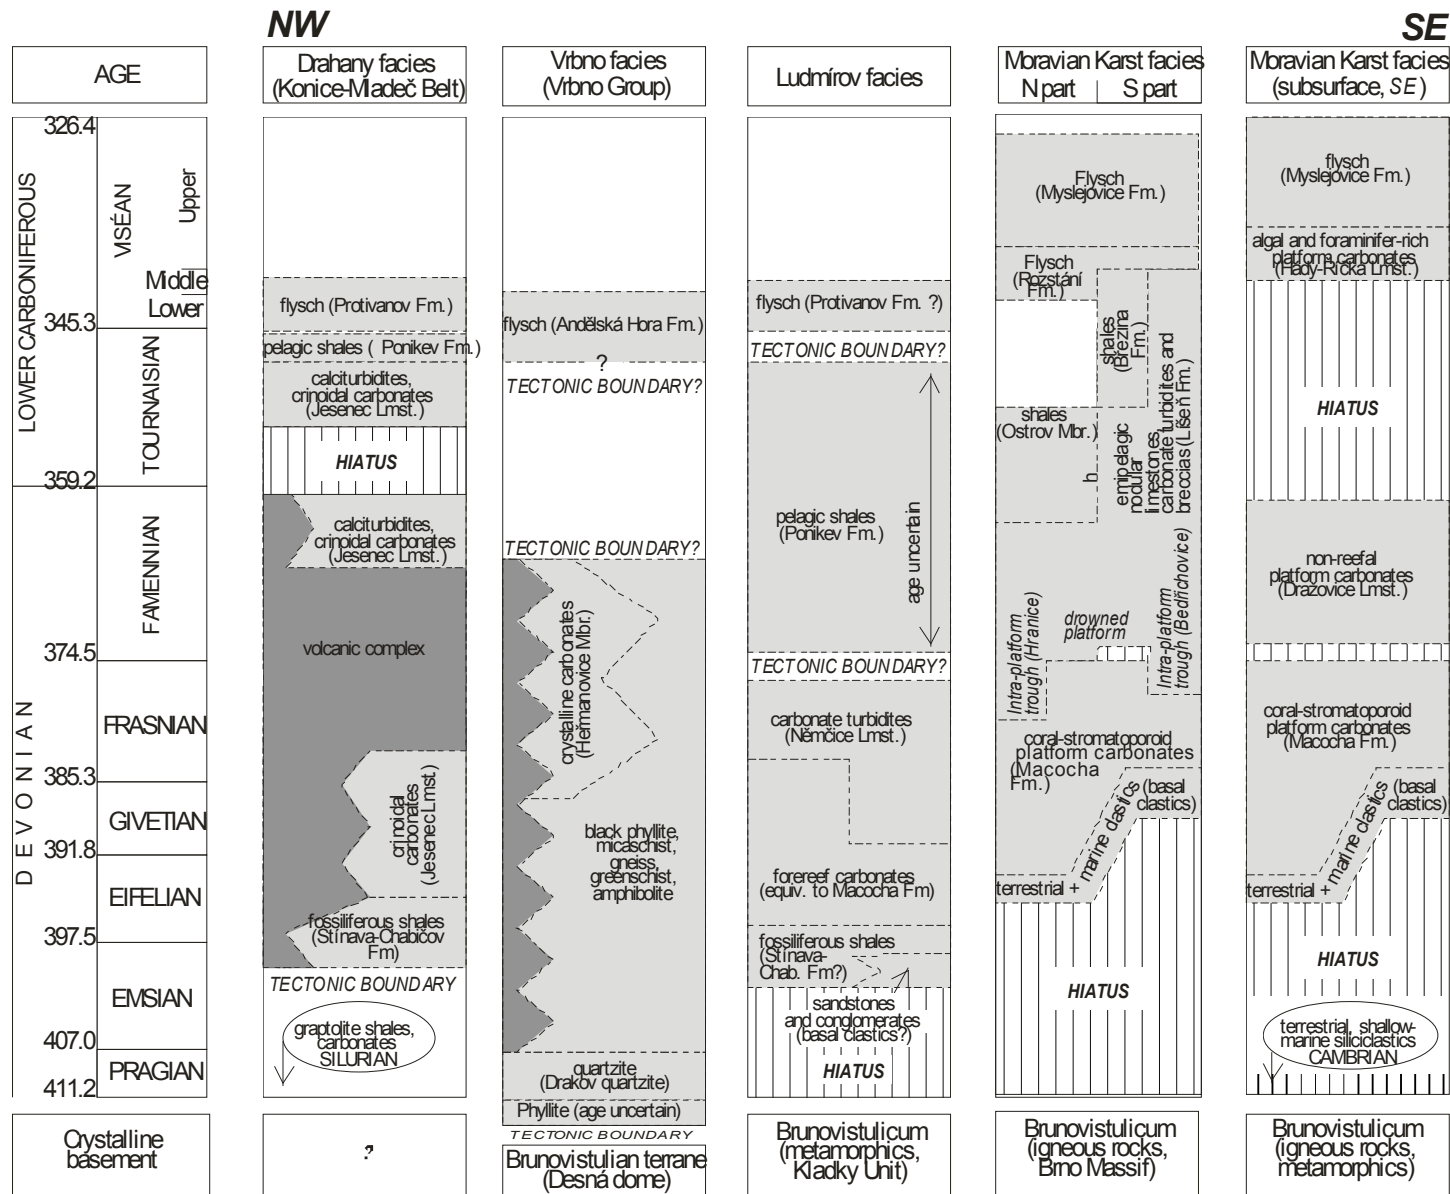 NW
SE
AGE
Drahany facies
(Konice-Mladeč Belt)
Vrbno facies
(Vrbno Group)
Ludmírov facies
Moravian Karst facies
N part
S part
Moravian Karst facies
(subsurface, SE)
326.4
345.3
359.2
374.5
385.3
391.8
397.5
407.0
411.2
LOWER CARBONIFEROUS
DEVONIAN
VISÉAN
Upper
Middle
Lower
TOURNAISIAN
FAMENNIAN
FRASNIAN
GIVETIAN
EIFELIAN
EMSIAN
PRAGIAN
Crystalline
basement
flysch (Protivanov Fm.)
pelagic shales ( Ponikev Fm.)
calciturbidites,
crinoidal carbonates
(Jesenec Lmst.)
HIATUS
calciturbidites,
crinoidal carbonates
(Jesenec Lmst.)
volcanic complex
crinoidal
carbonates
(Jesenec Lmst.)
fossiliferous shales
(Stínava-Chabičov
Fm)
TECTONIC BOUNDARY
graptolite shales,
carbonates
SILURIAN
?
flysch (Andělská Hora Fm.)
?
TECTONIC BOUNDARY?
TECTONIC BOUNDARY?
crystalline carbonates
(Heřmanovice Mbr.)
black phyllite,
micaschist,
gneiss,
greenschist,
amphibolite
quartzite
(Drakov quartzite)
Phyllite (age uncertain)
TECTONIC BOUNDARY
Brunovistulian terrane
(Desná dome)
flysch (Protivanov Fm. ?)
TECTONIC BOUNDARY?
pelagic shales
(Ponikev Fm.)
age uncertain
TECTONIC BOUNDARY?
carbonate turbidites
(Němčice Lmst.)
forereef carbonates
(equiv. to Macocha Fm)
fossiliferous shales
(Stínava-
Chab. Fm?)
sandstones
and conglomerates
(basal clastics?)
HIATUS
Brunovistulicum
(metamorphics,
Kladky Unit)
Flysch
(Myslejovice Fm.)
Flysch
(Rozstání
Fm.)
shales
(Březina
Fm.)
shales
(Ostrov Mbr.)
h
emipelagic
nodular
limestones,
carbonate turbidites and
breccias (Líšeň Fm.)
Intra-platform
trough (Hranice)
drowned
platform
Intra-platform
trough (Bedřichovice)
coral-stromatoporoid
platform carbonates
(Macocha
Fm.)
(basal
clastics)
terrestrial +
marine clastics
HIATUS
Brunovistulicum
(igneous rocks,
Brno Massif)
flysch
(Myslejovice Fm.)
algal and foraminifer-rich
platform carbonates
(Hády-Říčka Lmst.)
HIATUS
non-reefal
platform carbonates
(Dražovice Lmst.)
coral-stromatoporoid
platform carbonates
(Macocha Fm.)
(basal
clastics)
terrestrial +
marine clastics
HIATUS
terrestrial, shallow-
marine siliciclastics
CAMBRIAN
Brunovistulicum
(igneous rocks,
metamorphics)